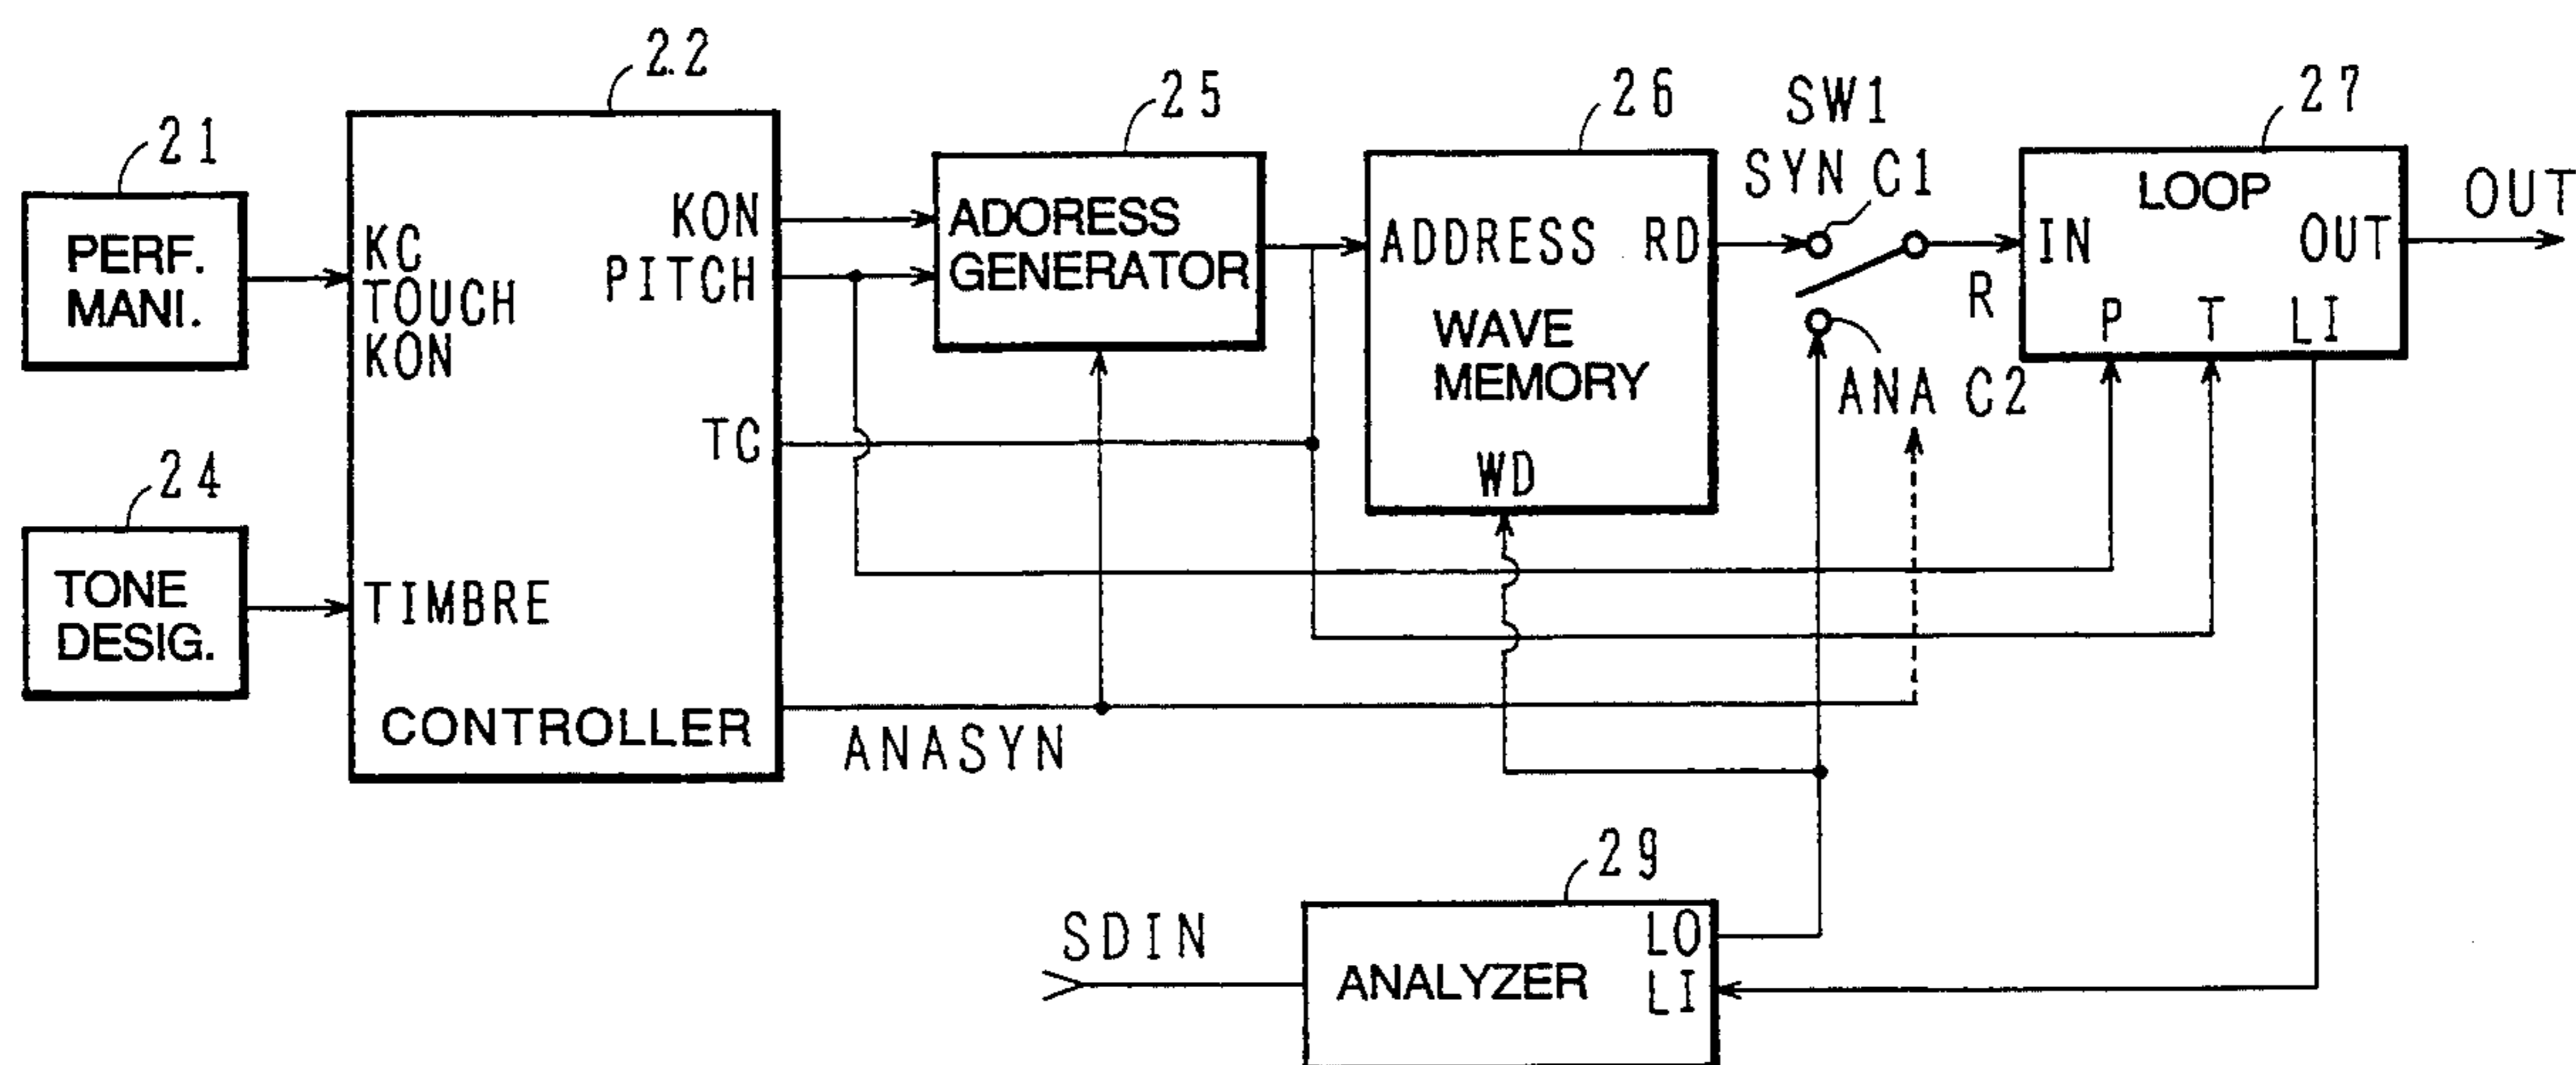 21
PERF.
MANI.
24
TONE
DESIG.
22
KC
TOUCH
KON
TIMBRE
KON
PITCH
TC
CONTROLLER
ANASYN
25
ADORESS
GENERATOR
26
ADDRESS RD
WAVE
MEMORY
WD
SW1
SYN C1
R
ANA C2
27
LOOP
IN OUT
P T LI
OUT
29
SDIN
ANALYZER
LO
LI